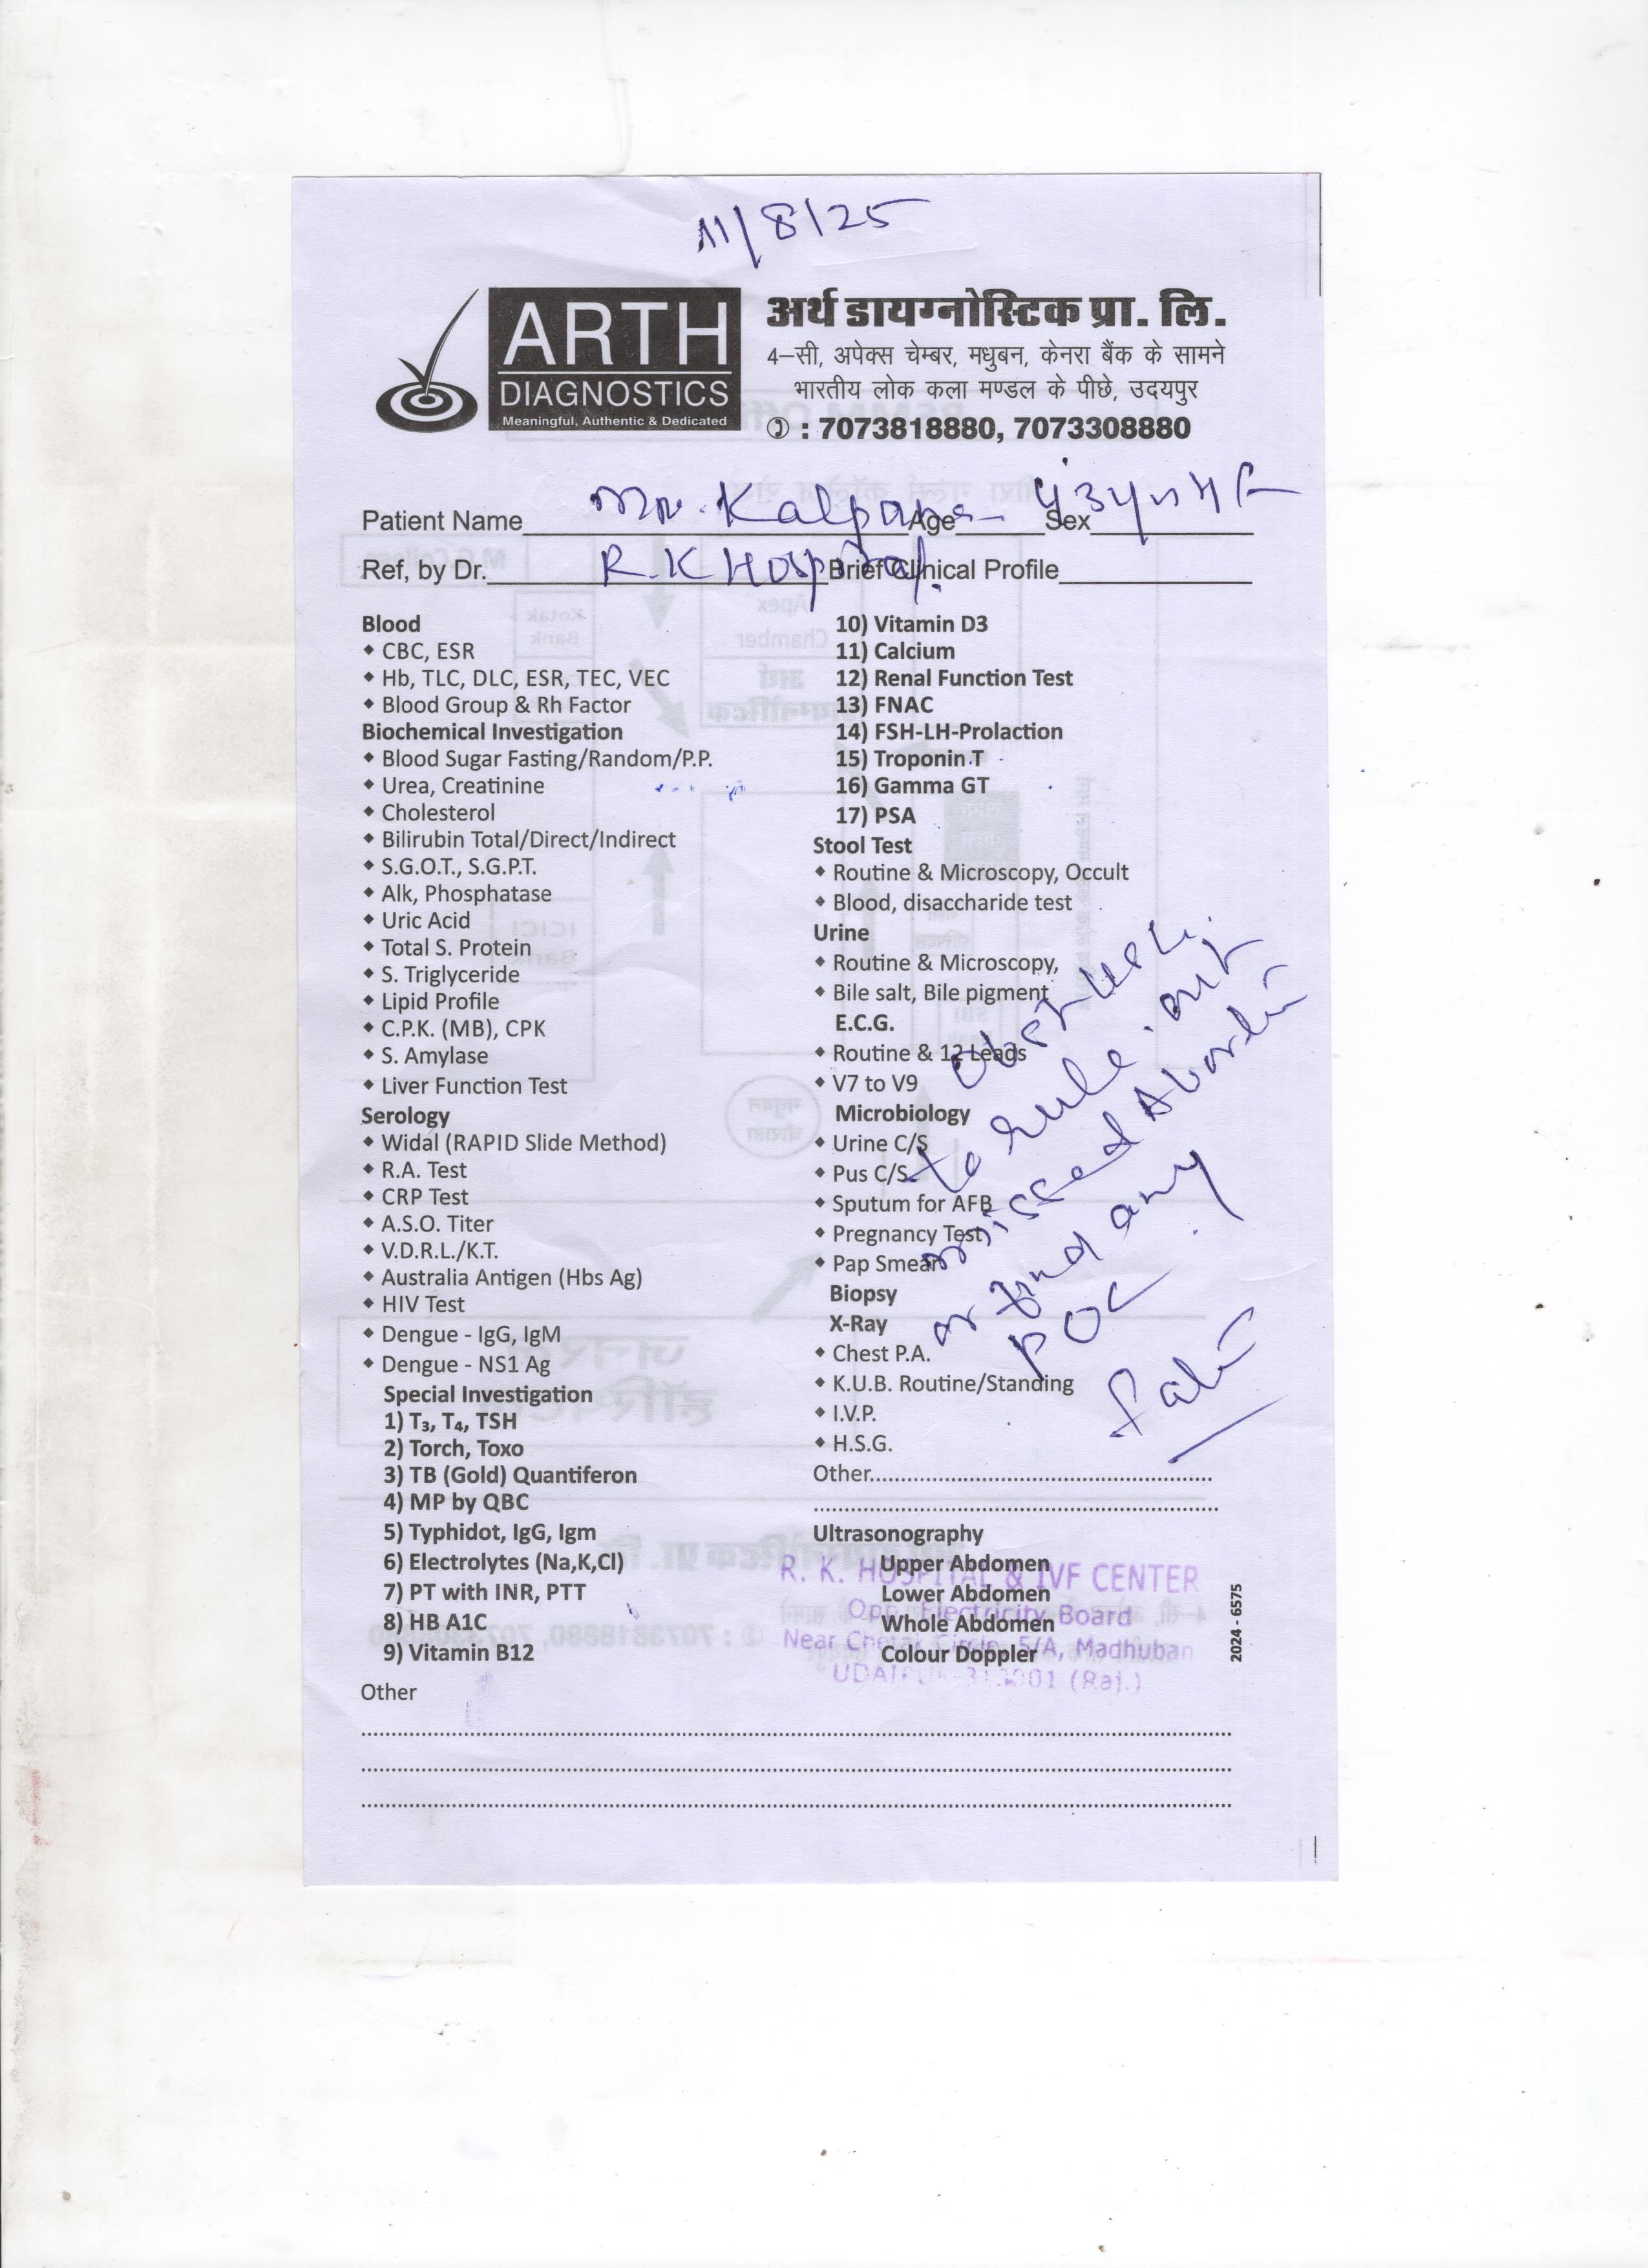 11/8/25
ARTH
DIAGNOSTICS
Meaningful, Authentic & Dedicated
अर्थ डायग्नोस्टिक प्रा. लि.
4–सी, अपेक्स चेम्बर, मधुबन, केनरा बैंक के सामने
भारतीय लोक कला मण्डल के पीछे, उदयपुर
✆ : 7073818880, 7073308880
Patient Name Kalpana Age Sex
Ref, by Dr. R.K Hospital. Brief Clinical Profile
Blood
CBC, ESR
Hb, TLC, DLC, ESR, TEC, VEC
Blood Group & Rh Factor
Biochemical Investigation
Blood Sugar Fasting/Random/P.P.
Urea, Creatinine
Cholesterol
Bilirubin Total/Direct/Indirect
S.G.O.T., S.G.P.T.
Alk, Phosphatase
Uric Acid
Total S. Protein
S. Triglyceride
Lipid Profile
C.P.K. (MB), CPK
S. Amylase
Liver Function Test
Serology
Widal (RAPID Slide Method)
R.A. Test
CRP Test
A.S.O. Titer
V.D.R.L./K.T.
Australia Antigen (Hbs Ag)
HIV Test
Dengue - IgG, IgM
Dengue - NS1 Ag
Special Investigation
1) T₃, T₄, TSH
2) Torch, Toxo
3) TB (Gold) Quantiferon
4) MP by QBC
5) Typhidot, IgG, Igm
6) Electrolytes (Na,K,Cl)
7) PT with INR, PTT
8) HB A1C
9) Vitamin B12
Other
10) Vitamin D3
11) Calcium
12) Renal Function Test
13) FNAC
14) FSH-LH-Prolaction
15) Troponin.T
16) Gamma GT
17) PSA
Stool Test
Routine & Microscopy, Occult
Blood, disaccharide test
Urine
Routine & Microscopy,
Bile salt, Bile pigment
E.C.G.
Routine & 12 Leads
V7 to V9
Microbiology
Urine C/S
Pus C/S
Sputum for AFB
Pregnancy Test
Pap Smear
Biopsy
X-Ray
Chest P.A.
K.U.B. Routine/Standing
I.V.P.
H.S.G.
Other
to rule out
missed
or find any
POC
Ultrasonography
Upper Abdomen
Lower Abdomen
Whole Abdomen
Colour Doppler
R. K. HOSPITAL & IVF CENTER
Opp. Electricity Board
Near Chetak Circle, 5/A, Madhuban
UDAIPUR-313001 (Raj.)
2024 - 6575